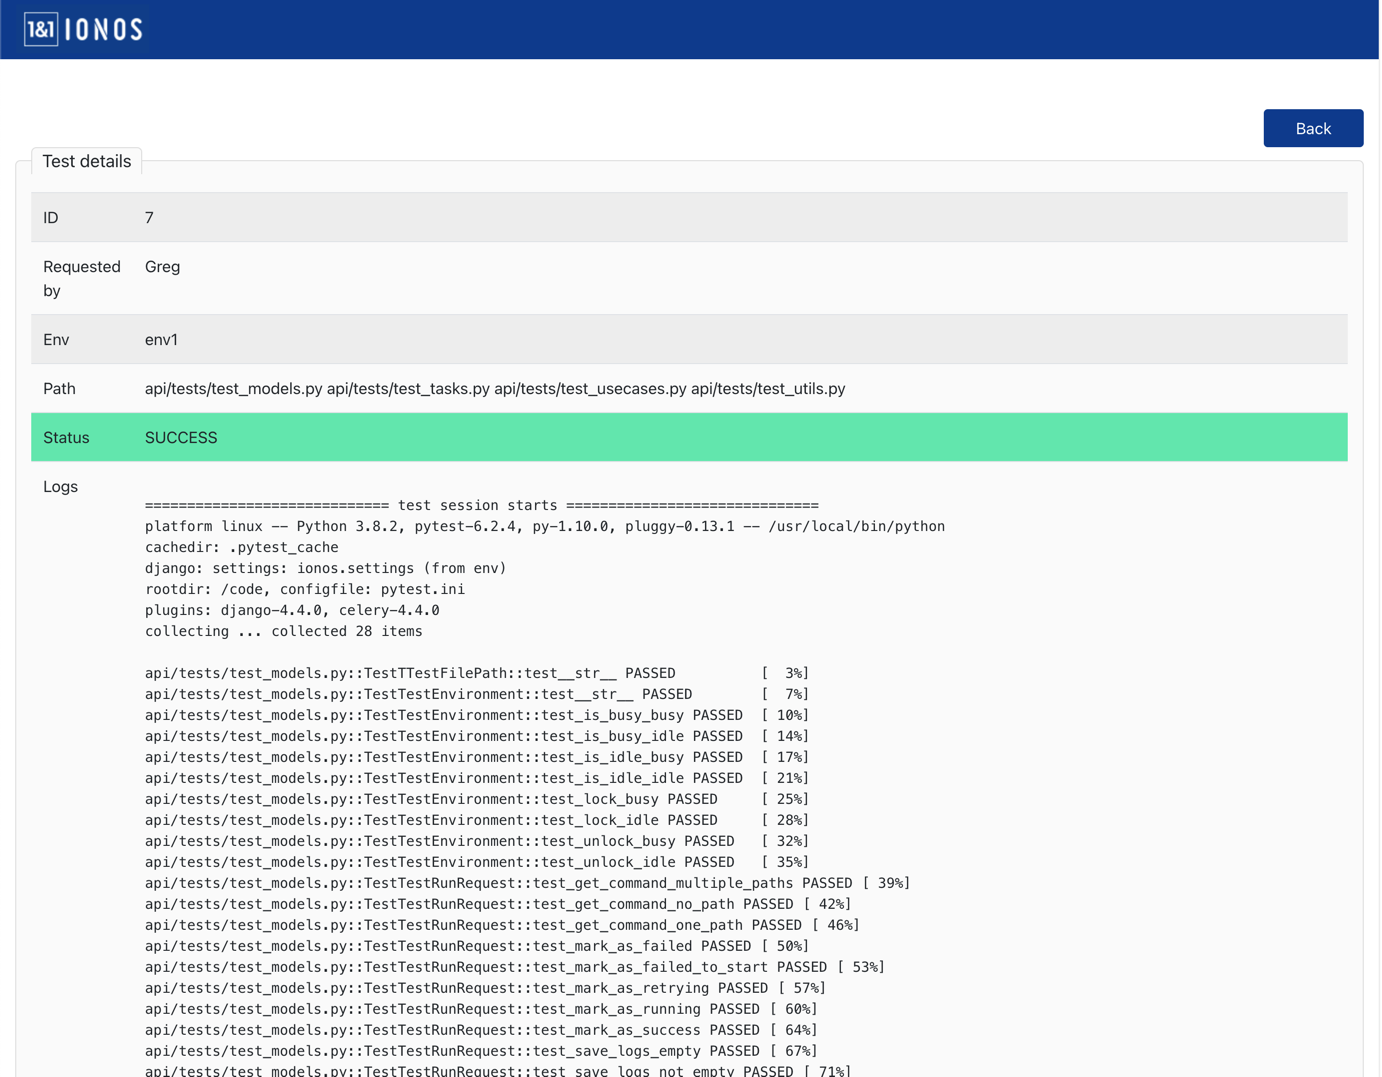 1&1 IONOS
Back
Test details
ID 7
Requested by Greg
Env env1
Path api/tests/test_models.py api/tests/test_tasks.py api/tests/test_usecases.py api/tests/test_utils.py
Status SUCCESS
Logs
============================= test session starts ==============================
platform linux -- Python 3.8.2, pytest-6.2.4, py-1.10.0, pluggy-0.13.1 -- /usr/local/bin/python
cachedir: .pytest_cache
django: settings: ionos.settings (from env)
rootdir: /code, configfile: pytest.ini
plugins: django-4.4.0, celery-4.4.0
collecting ... collected 28 items
api/tests/test_models.py::TestTTestFilePath::test__str__ PASSED [  3%]
api/tests/test_models.py::TestTestEnvironment::test__str__ PASSED [  7%]
api/tests/test_models.py::TestTestEnvironment::test_is_busy_busy PASSED [ 10%]
api/tests/test_models.py::TestTestEnvironment::test_is_busy_idle PASSED [ 14%]
api/tests/test_models.py::TestTestEnvironment::test_is_idle_busy PASSED [ 17%]
api/tests/test_models.py::TestTestEnvironment::test_is_idle_idle PASSED [ 21%]
api/tests/test_models.py::TestTestEnvironment::test_lock_busy PASSED [ 25%]
api/tests/test_models.py::TestTestEnvironment::test_lock_idle PASSED [ 28%]
api/tests/test_models.py::TestTestEnvironment::test_unlock_busy PASSED [ 32%]
api/tests/test_models.py::TestTestEnvironment::test_unlock_idle PASSED [ 35%]
api/tests/test_models.py::TestTestRunRequest::test_get_command_multiple_paths PASSED [ 39%]
api/tests/test_models.py::TestTestRunRequest::test_get_command_no_path PASSED [ 42%]
api/tests/test_models.py::TestTestRunRequest::test_get_command_one_path PASSED [ 46%]
api/tests/test_models.py::TestTestRunRequest::test_mark_as_failed PASSED [ 50%]
api/tests/test_models.py::TestTestRunRequest::test_mark_as_failed_to_start PASSED [ 53%]
api/tests/test_models.py::TestTestRunRequest::test_mark_as_retrying PASSED [ 57%]
api/tests/test_models.py::TestTestRunRequest::test_mark_as_running PASSED [ 60%]
api/tests/test_models.py::TestTestRunRequest::test_mark_as_success PASSED [ 64%]
api/tests/test_models.py::TestTestRunRequest::test_save_logs_empty PASSED [ 67%]
api/tests/test_models.py::TestTestRunRequest::test_save_logs_not_empty PASSED [ 71%]